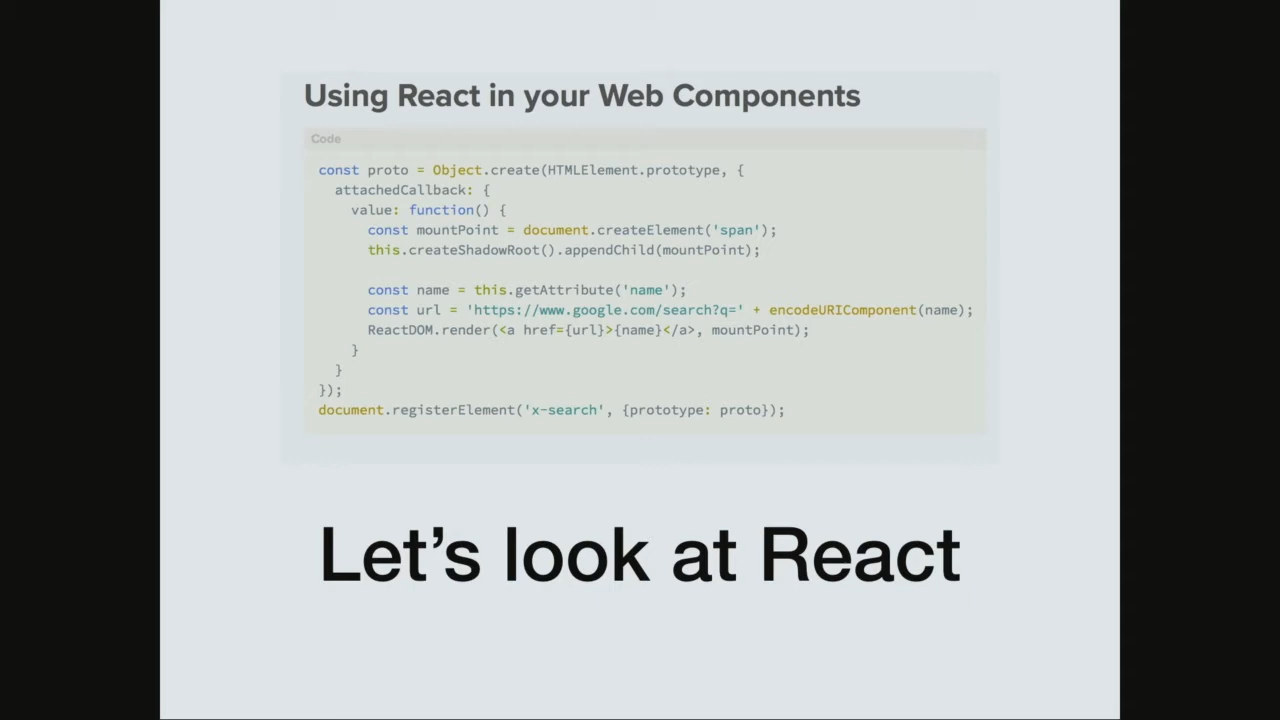 Using React in your Web Components
Code
const proto = Object.create(HTMLElement.prototype, {
  attachedCallback: {
    value: function() {
      const mountPoint = document.createElement('span');
      this.createShadowRoot().appendChild(mountPoint);

      const name = this.getAttribute('name');
      const url = 'https://www.google.com/search?q=' + encodeURIComponent(name);
      ReactDOM.render(<a href={url}>{name}</a>, mountPoint);
    }
  }
});
document.registerElement('x-search', {prototype: proto});
Let’s look at React